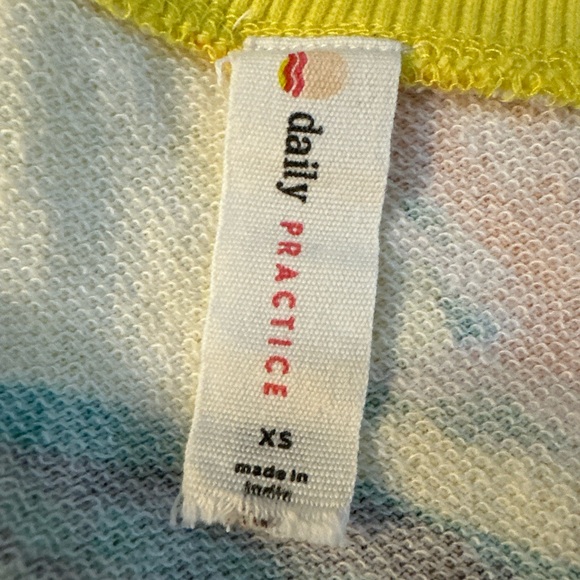 daily PRACTICE
XS
made in
India